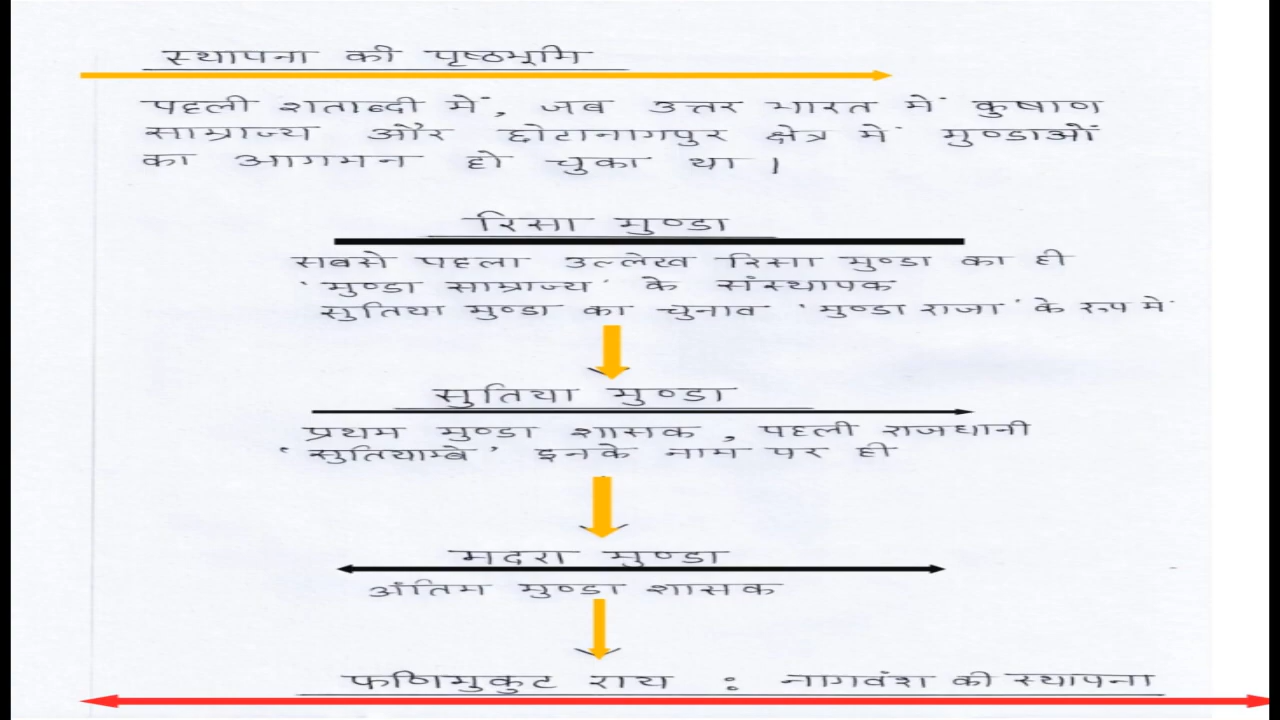 स्थापना की पृष्ठभूमि
पहली शताब्दी में, जब उत्तर भारत में कुषाण
साम्राज्य और छोटानागपुर क्षेत्र में मुण्डाओं
का आगमन हो चुका था ।
रिसा मुण्डा
सबसे पहला उल्लेख रिसा मुण्डा का ही
'मुण्डा साम्राज्य' के संस्थापक
सुतिया मुण्डा का चुनाव 'मुण्डा राजा' के रूप में
सुतिया मुण्डा
प्रथम मुण्डा शासक , पहली राजधानी
'सुतियाम्बे' इनके नाम पर ही
मदरा मुण्डा
अंतिम मुण्डा शासक
फणिमुकुट राय : नागवंश की स्थापना